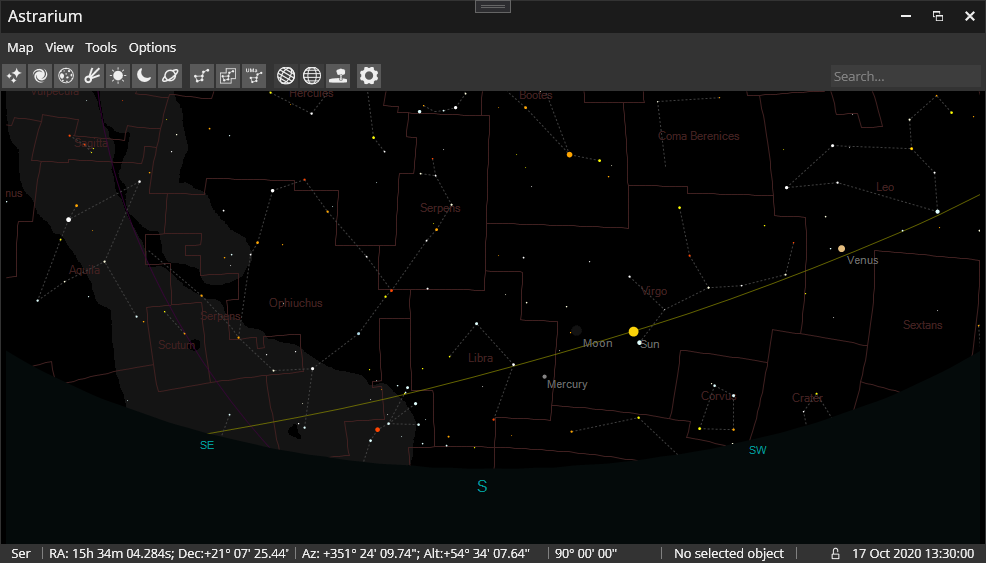 Astrarium
Map View Tools Options
UMa
Search...
Vulpecula
Hercules
Bootes
Coma Berenices
Sagitta
Leo
nus
Serpens
Venus
Aquila
Virgo
Ophiuchus
Serpens
Sextans
Scutum
Moon
Sun
Libra
Mercury
Corvus
Crater
SE
SW
S
Ser RA: 15h 34m 04.284s; Dec:+21° 07' 25.44" Az: +351° 24' 09.74"; Alt:+54° 34' 07.64" 90° 00' 00" No selected object 17 Oct 2020 13:30:00